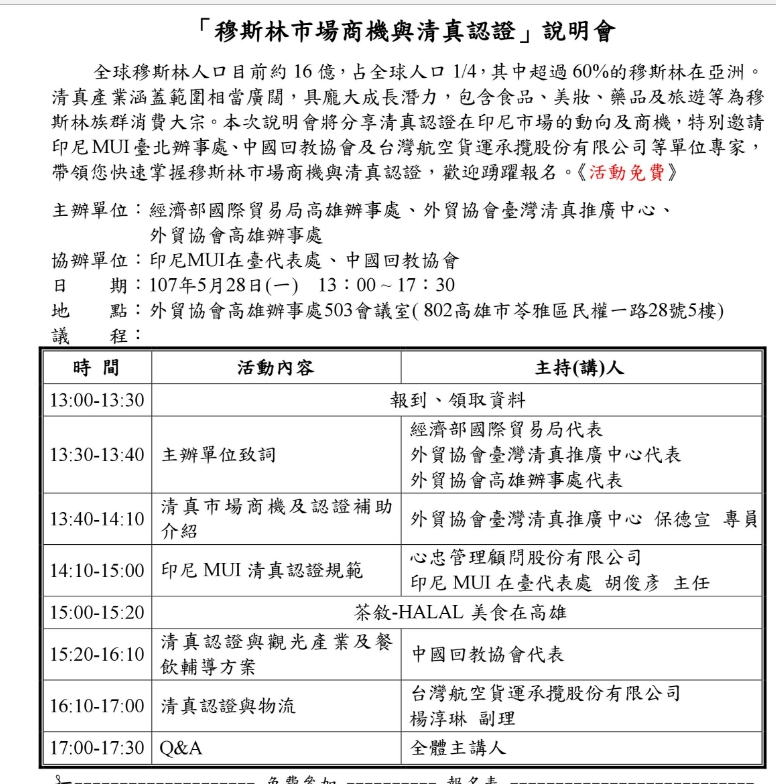 「穆斯林市場商機與清真認證」說明會
全球穆斯林人口目前約 16 億，占全球人口 1/4，其中超過 60%的穆斯林在亞洲。
清真產業涵蓋範圍相當廣闊，具龐大成長潛力，包含食品、美妝、藥品及旅遊等為穆
斯林族群消費大宗。本次說明會將分享清真認證在印尼市場的動向及商機，特別邀請
印尼 MUI 臺北辦事處、中國回教協會及台灣航空貨運承攬股份有限公司等單位專家，
帶領您快速掌握穆斯林市場商機與清真認證，歡迎踴躍報名。《活動免費》
主辦單位：經濟部國際貿易局高雄辦事處、外貿協會臺灣清真推廣中心、
外貿協會高雄辦事處
協辦單位：印尼MUI在臺代表處、中國回教協會
日　　期：107年5月28日(一)　13：00 ~ 17：30
地　　點：外貿協會高雄辦事處503會議室( 802高雄市苓雅區民權一路28號5樓)
議　　程：
時 間 活動內容 主持(講)人
13:00-13:30 報到、領取資料
13:30-13:40 主辦單位致詞
經濟部國際貿易局代表
外貿協會臺灣清真推廣中心代表
外貿協會高雄辦事處代表
13:40-14:10
清真市場商機及認證補助
介紹
外貿協會臺灣清真推廣中心 保德宣 專員
14:10-15:00 印尼 MUI 清真認證規範
心忠管理顧問股份有限公司
印尼 MUI 在臺代表處 胡俊彥 主任
15:00-15:20 茶敘-HALAL 美食在高雄
15:20-16:10
清真認證與觀光產業及餐
飲輔導方案
中國回教協會代表
16:10-17:00 清真認證與物流
台灣航空貨運承攬股份有限公司
楊淳琳 副理
17:00-17:30 Q&A 全體主講人
免費參加 報名表